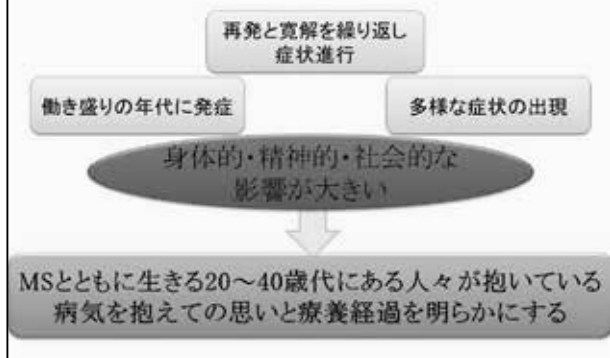 再発と寛解を繰り返し
症状進行
働き盛りの年代に発症
多様な症状の出現
身体的・精神的・社会的な
影響が大きい
MSとともに生きる20～40歳代にある人々が抱いている
病気を抱えての思いと療養経過を明らかにする